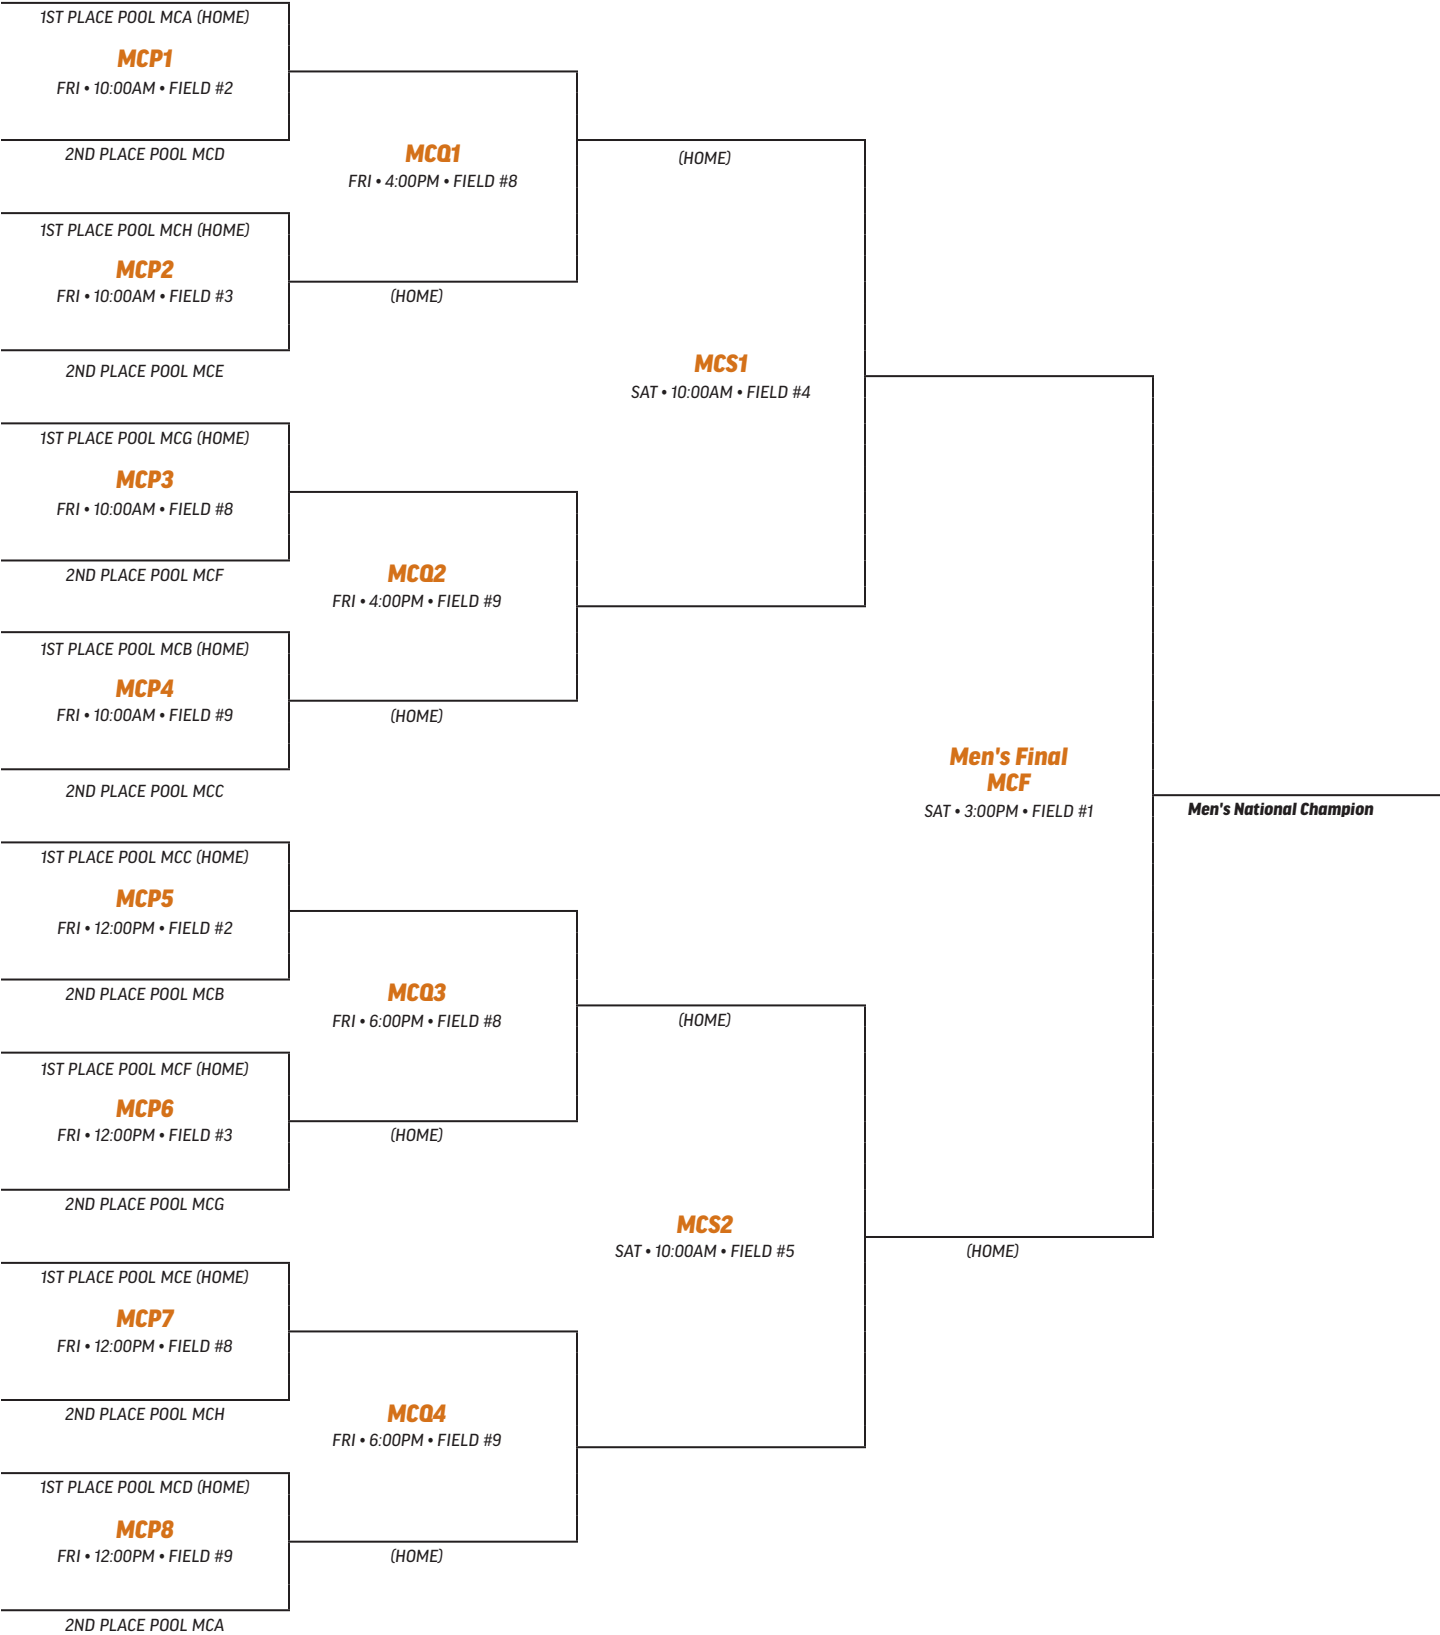 1ST PLACE POOL MCA (HOME)
MCP1
FRI • 10:00AM • FIELD #2
2ND PLACE POOL MCD
1ST PLACE POOL MCH (HOME)
MCP2
FRI • 10:00AM • FIELD #3
2ND PLACE POOL MCE
1ST PLACE POOL MCG (HOME)
MCP3
FRI • 10:00AM • FIELD #8
2ND PLACE POOL MCF
1ST PLACE POOL MCB (HOME)
MCP4
FRI • 10:00AM • FIELD #9
2ND PLACE POOL MCC
1ST PLACE POOL MCC (HOME)
MCP5
FRI • 12:00PM • FIELD #2
2ND PLACE POOL MCB
1ST PLACE POOL MCF (HOME)
MCP6
FRI • 12:00PM • FIELD #3
2ND PLACE POOL MCG
1ST PLACE POOL MCE (HOME)
MCP7
FRI • 12:00PM • FIELD #8
2ND PLACE POOL MCH
1ST PLACE POOL MCD (HOME)
MCP8
FRI • 12:00PM • FIELD #9
2ND PLACE POOL MCA
MCQ1
FRI • 4:00PM • FIELD #8
(HOME)
MCQ2
FRI • 4:00PM • FIELD #9
(HOME)
MCQ3
FRI • 6:00PM • FIELD #8
(HOME)
MCQ4
FRI • 6:00PM • FIELD #9
(HOME)
(HOME)
MCS1
SAT • 10:00AM • FIELD #4
(HOME)
MCS2
SAT • 10:00AM • FIELD #5
Men's Final
MCF
SAT • 3:00PM • FIELD #1
(HOME)
Men's National Champion